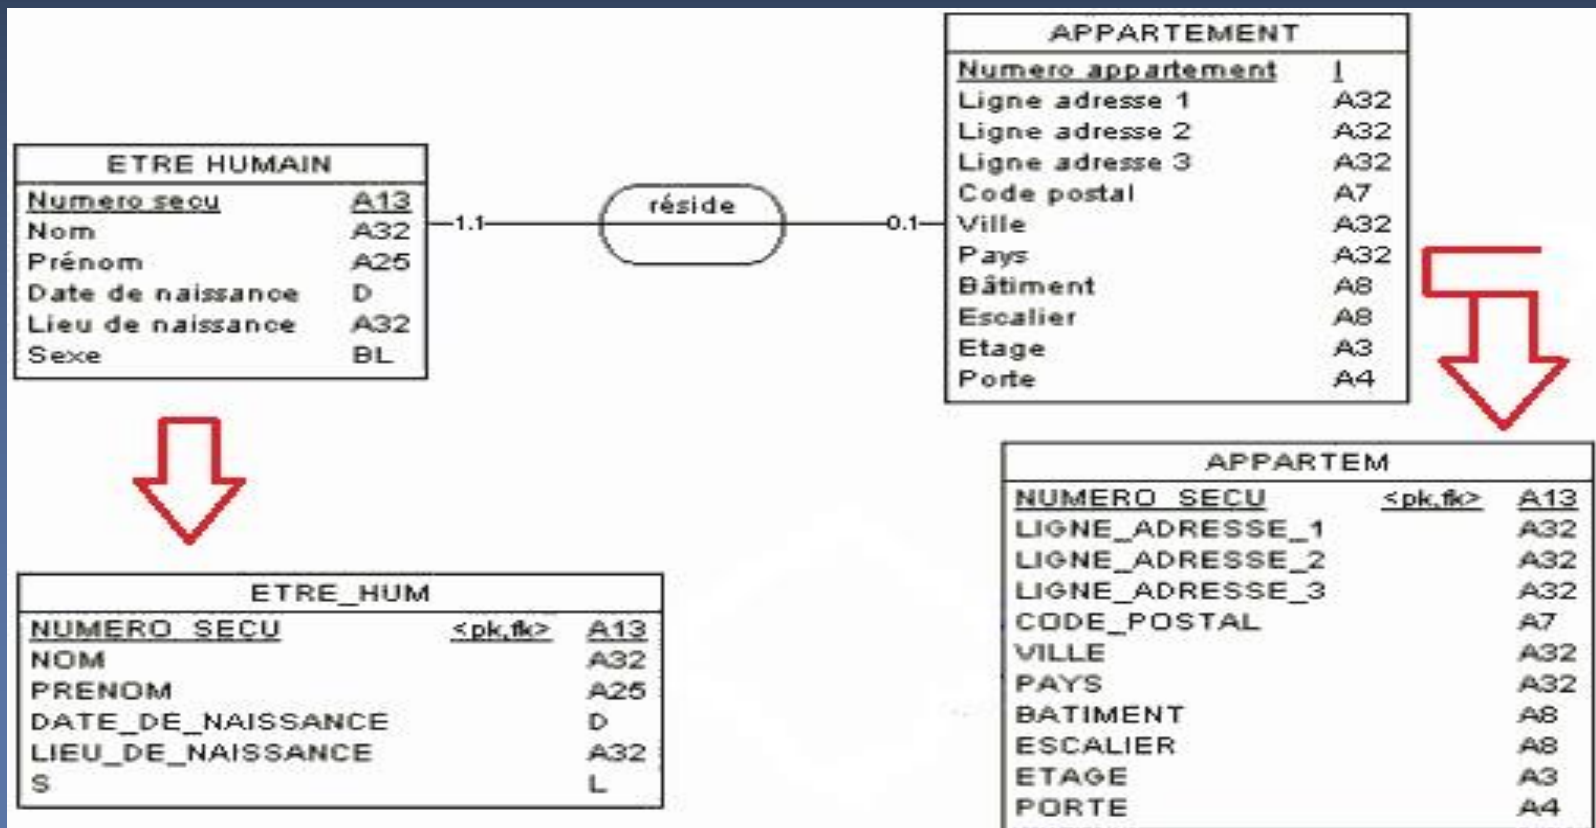 APPARTEMENT
Numero appartement I
Ligne adresse 1 A32
Ligne adresse 2 A32
Ligne adresse 3 A32
Code postal A7
Ville A32
Pays A32
Bâtiment A8
Escalier A8
Etage A3
Porte A4
ETRE HUMAIN
Numero secu A13
Nom A32
Prénom A25
Date de naissance D
Lieu de naissance A32
Sexe BL
1.1
réside
0.1
ETRE_HUM
NUMERO_SECU <pk,fk> A13
NOM A32
PRENOM A25
DATE_DE_NAISSANCE D
LIEU_DE_NAISSANCE A32
S L
APPARTEM
NUMERO_SECU <pk,fk> A13
LIGNE_ADRESSE_1 A32
LIGNE_ADRESSE_2 A32
LIGNE_ADRESSE_3 A32
CODE_POSTAL A7
VILLE A32
PAYS A32
BATIMENT A8
ESCALIER A8
ETAGE A3
PORTE A4